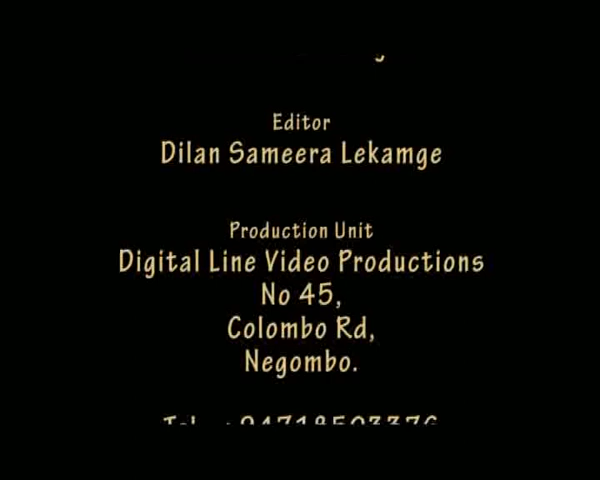 Editor
Dilan Sameera Lekamge
Production Unit
Digital Line Video Productions
No 45,
Colombo Rd,
Negombo.